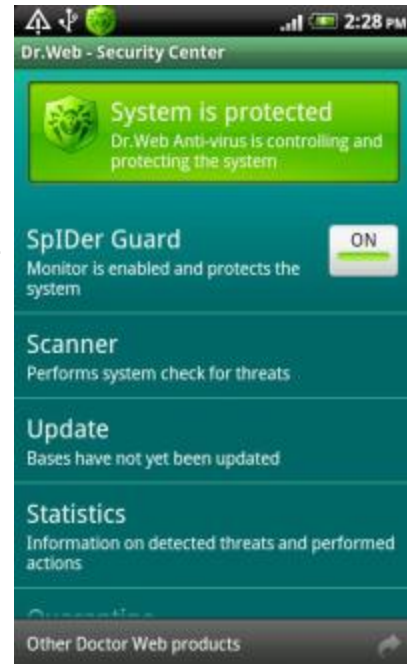 2:28 PM
Dr.Web - Security Center
System is protected
Dr.Web Anti-virus is controlling and
protecting the system
SpIDer Guard
ON
Monitor is enabled and protects the
system
Scanner
Performs system check for threats
Update
Bases have not yet been updated
Statistics
Information on detected threats and performed
actions
Quarantine
Other Doctor Web products